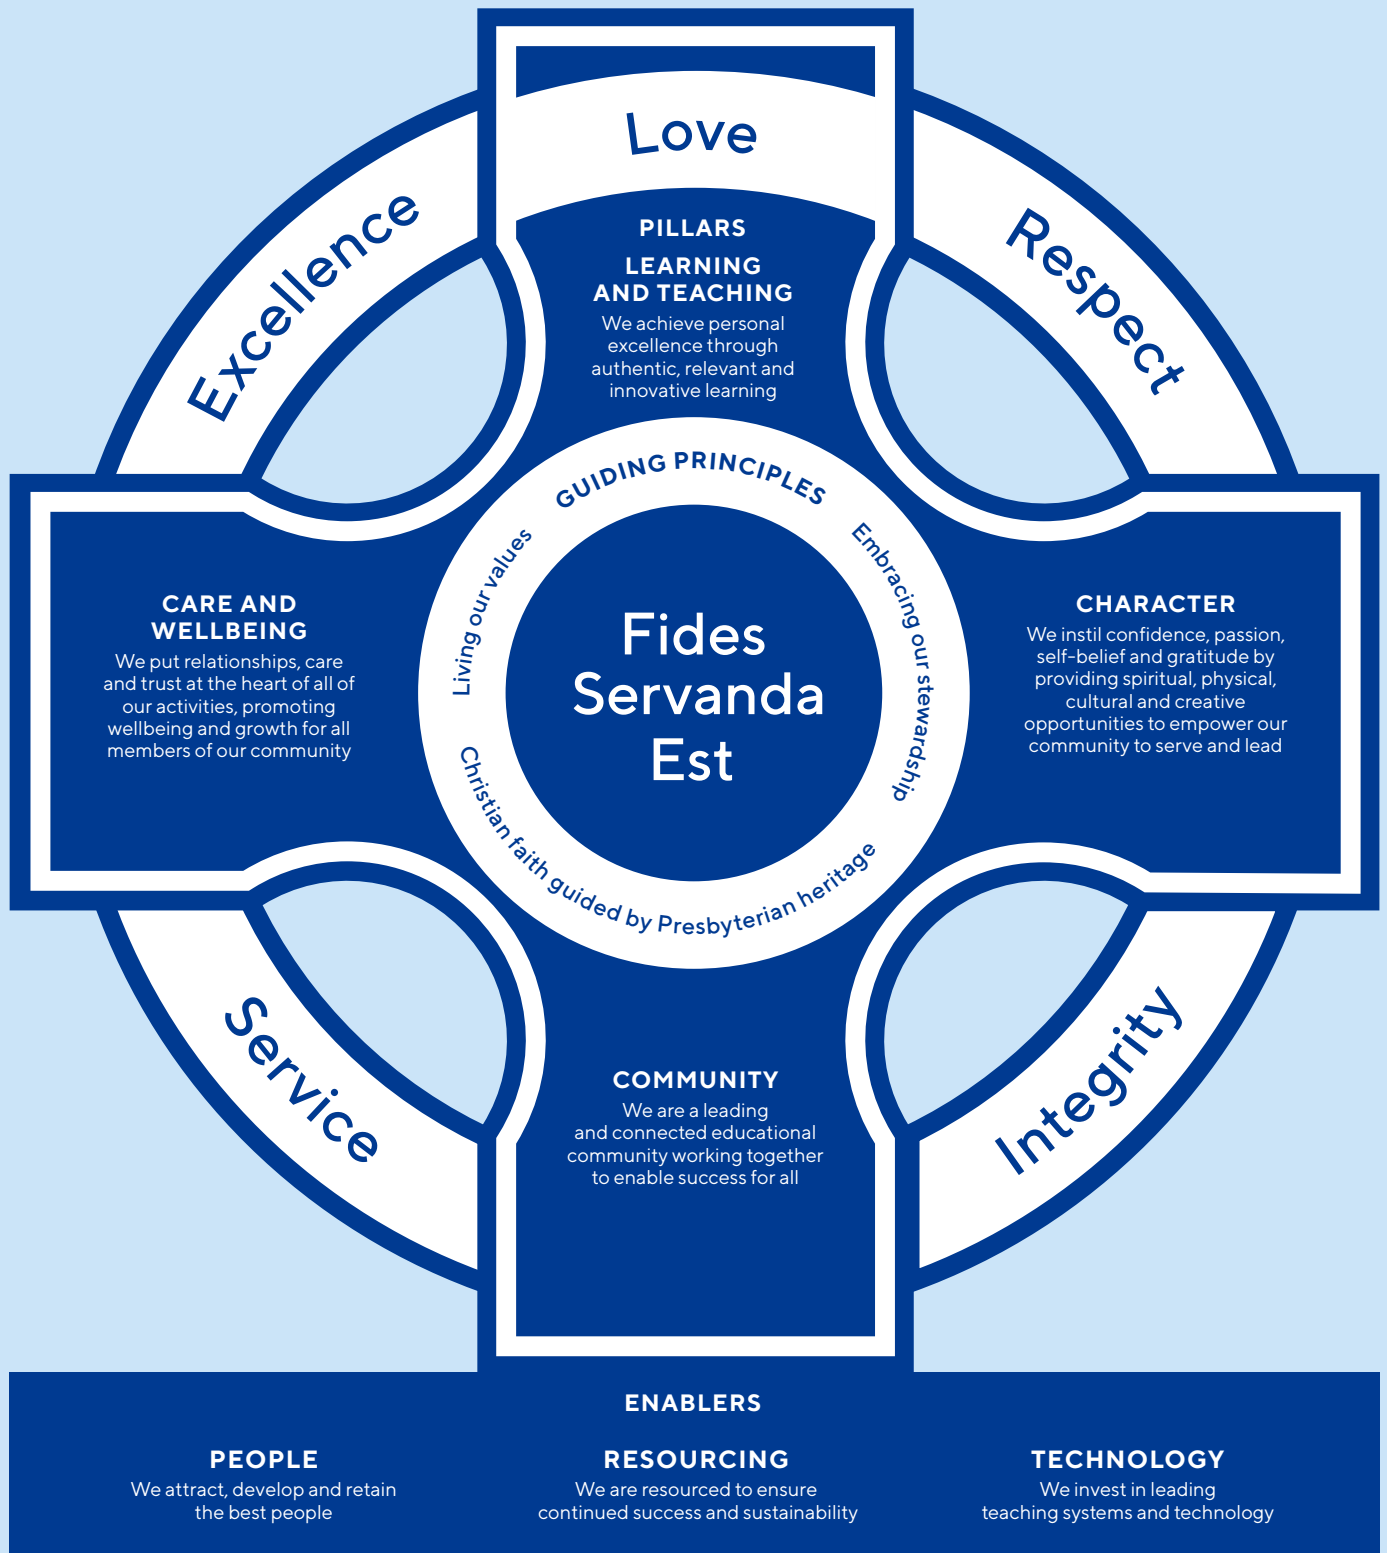 Love
Excellence
Respect
PILLARS
LEARNING
AND TEACHING
We achieve personal
excellence through
authentic, relevant and
innovative learning
GUIDING PRINCIPLES
Living our values
Embracing our stewardship
Christian faith guided by Presbyterian heritage
Fides
Servanda
Est
CARE AND
WELLBEING
We put relationships, care
and trust at the heart of all of
our activities, promoting
wellbeing and growth for all
members of our community
CHARACTER
We instil confidence, passion,
self-belief and gratitude by
providing spiritual, physical,
cultural and creative
opportunities to empower our
community to serve and lead
Service
Integrity
COMMUNITY
We are a leading
and connected educational
community working together
to enable success for all
ENABLERS
PEOPLE
We attract, develop and retain
the best people
RESOURCING
We are resourced to ensure
continued success and sustainability
TECHNOLOGY
We invest in leading
teaching systems and technology